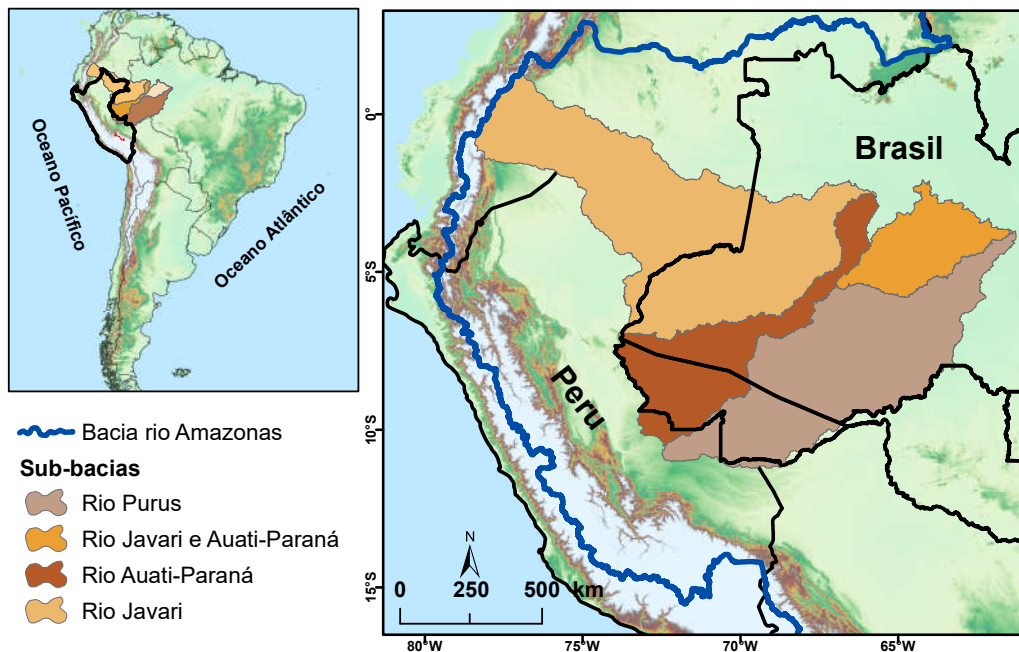 Oceano Pacífico
Oceano Atlântico
Bacia rio Amazonas
Sub-bacias
Rio Purus
Rio Javari e Auati-Paraná
Rio Auati-Paraná
Rio Javari
Brasil
Peru
N
0 250 500 km
0°
5°S
10°S
15°S
80°W 75°W 70°W 65°W